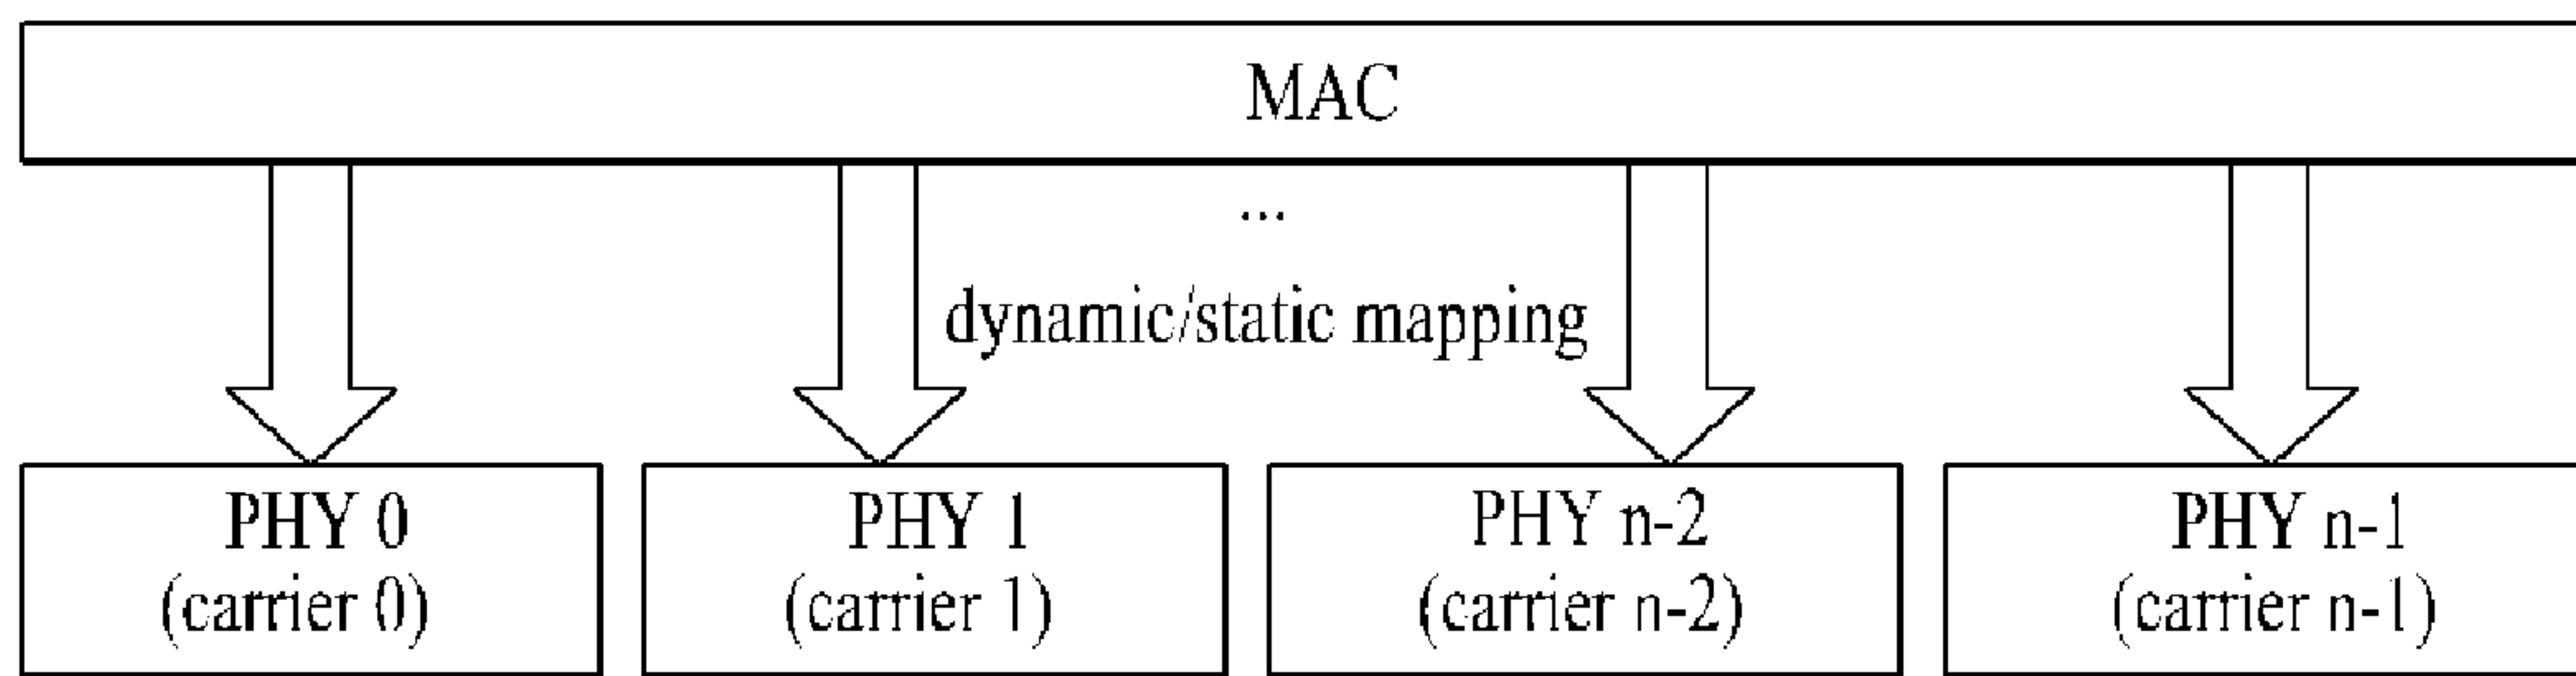 MAC
...
dynamic/static mapping
PHY 0
(carrier 0)
PHY 1
(carrier 1)
PHY n-2
(carrier n-2)
PHY n-1
(carrier n-1)